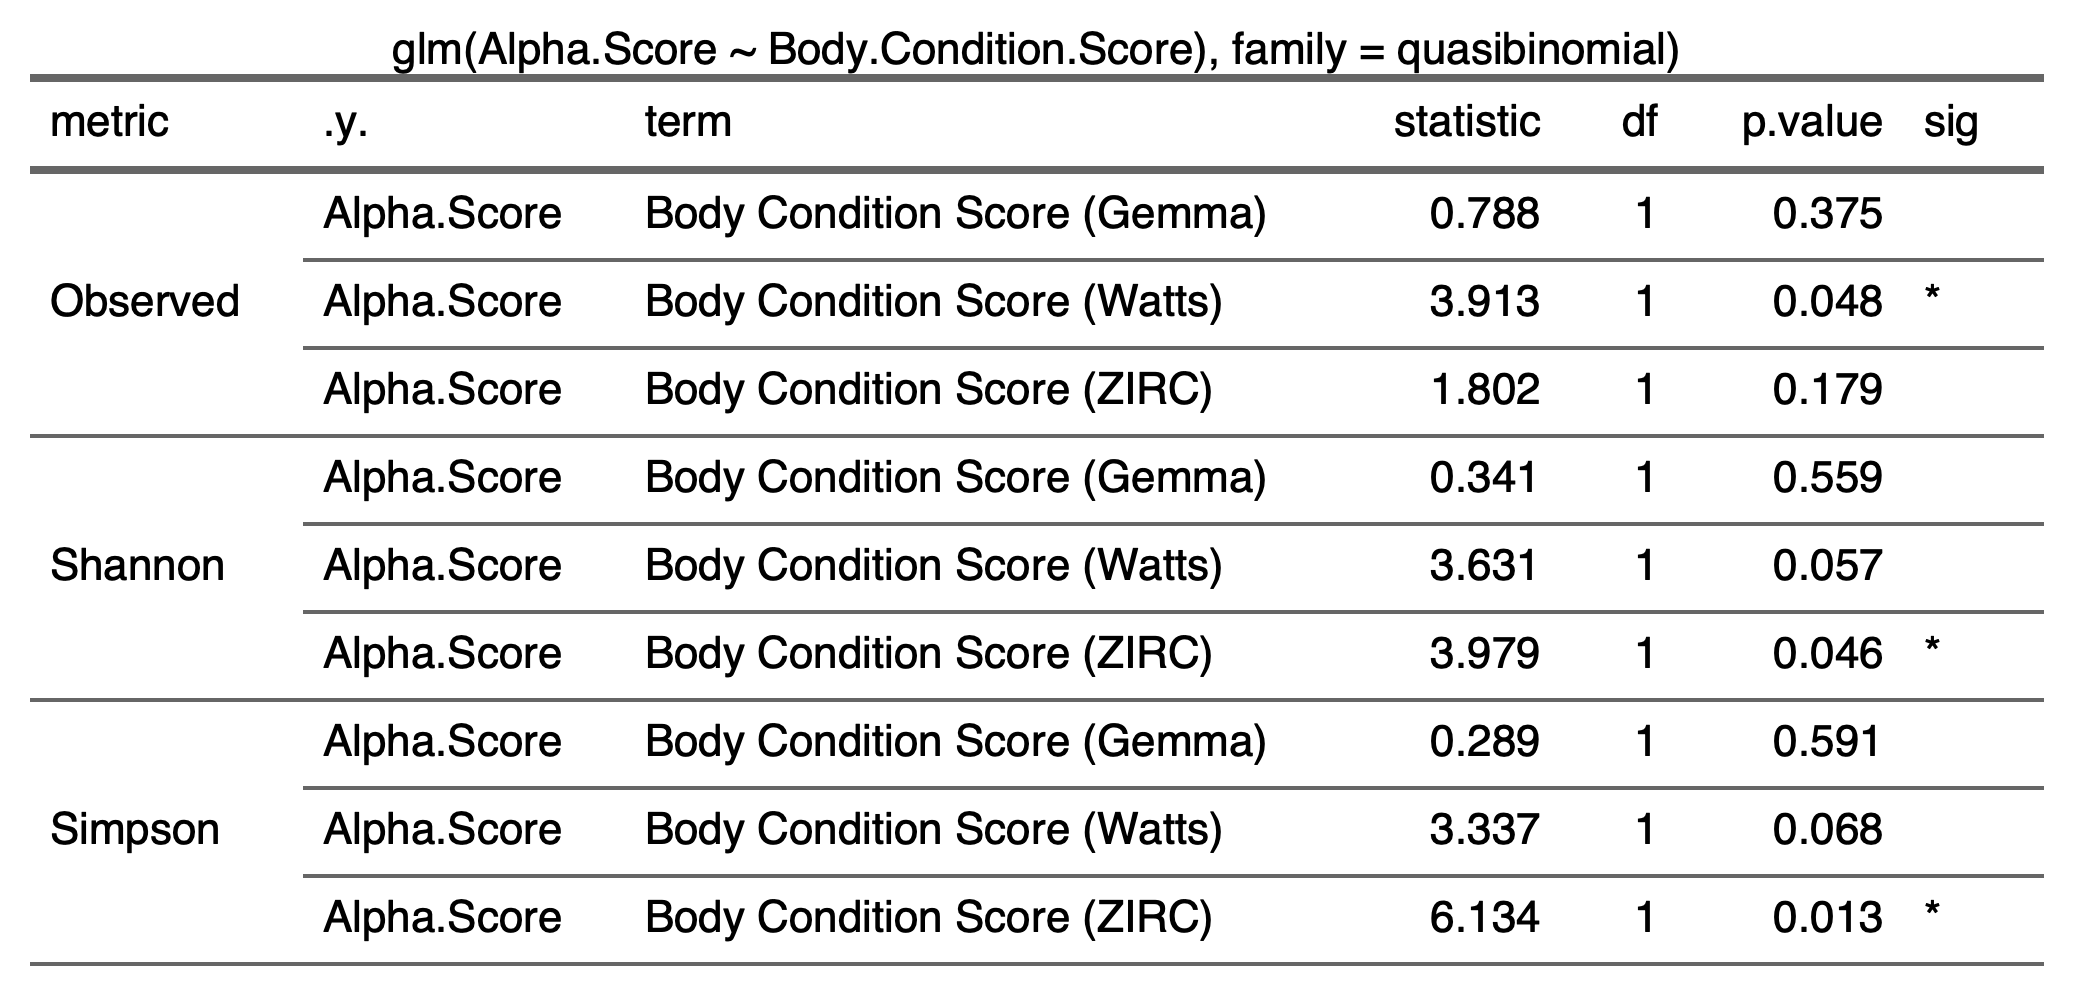 glm(Alpha.Score ~ Body.Condition.Score), family = quasibinomial)
metric .y. term statistic df p.value sig
Alpha.Score Body Condition Score (Gemma) 0.788 1 0.375
Observed Alpha.Score Body Condition Score (Watts) 3.913 1 0.048 *
Alpha.Score Body Condition Score (ZIRC) 1.802 1 0.179
Alpha.Score Body Condition Score (Gemma) 0.341 1 0.559
Shannon Alpha.Score Body Condition Score (Watts) 3.631 1 0.057
Alpha.Score Body Condition Score (ZIRC) 3.979 1 0.046 *
Alpha.Score Body Condition Score (Gemma) 0.289 1 0.591
Simpson Alpha.Score Body Condition Score (Watts) 3.337 1 0.068
Alpha.Score Body Condition Score (ZIRC) 6.134 1 0.013 *